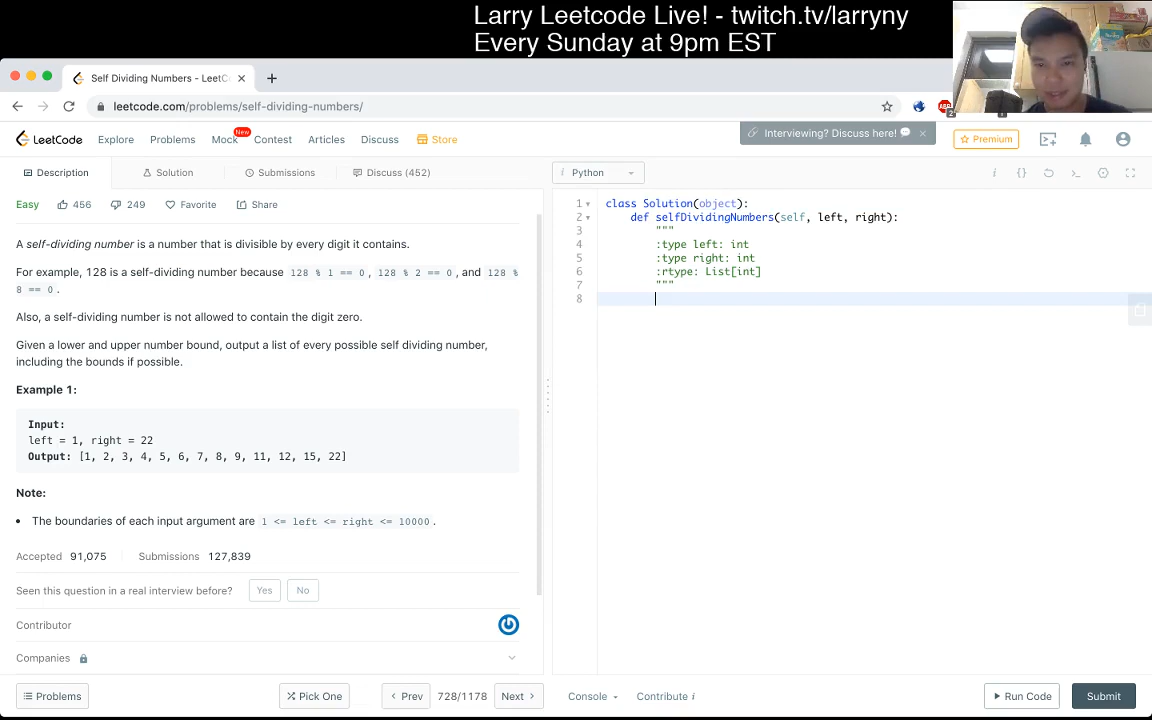 Larry Leetcode Live! - twitch.tv/larryny
Every Sunday at 9pm EST
Self Dividing Numbers - LeetC
leetcode.com/problems/self-dividing-numbers/
LeetCode
Explore
Problems
Mock
New
Contest
Articles
Discuss
Store
Interviewing? Discuss here!
Premium
Description
Solution
Submissions
Discuss (452)
Python
Easy
456
249
Favorite
Share
A self-dividing number is a number that is divisible by every digit it contains.
For example, 128 is a self-dividing number because 128 % 1 == 0, 128 % 2 == 0, and 128 %
8 == 0.
Also, a self-dividing number is not allowed to contain the digit zero.
Given a lower and upper number bound, output a list of every possible self dividing number,
including the bounds if possible.
Example 1:
Input:
left = 1, right = 22
Output: [1, 2, 3, 4, 5, 6, 7, 8, 9, 11, 12, 15, 22]
Note:
• The boundaries of each input argument are 1 <= left <= right <= 10000.
Accepted 91,075 Submissions 127,839
Seen this question in a real interview before? Yes No
Contributor
Companies
1 class Solution(object):
2 def selfDividingNumbers(self, left, right):
3 """
4 :type left: int
5 :type right: int
6 :rtype: List[int]
7 """
8
Problems
Pick One
Prev
728/1178
Next
Console
Contribute i
Run Code
Submit